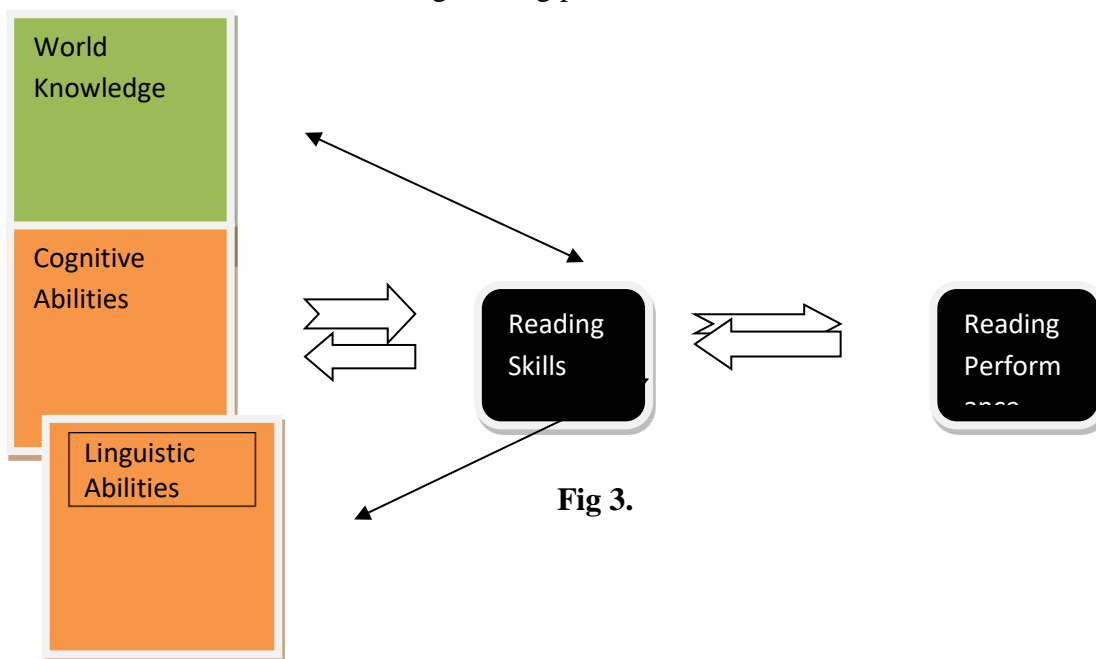 World
Knowledge
Cognitive
Abilities
Linguistic
Abilities
Reading
Skills
Reading
Perform
Fig 3.